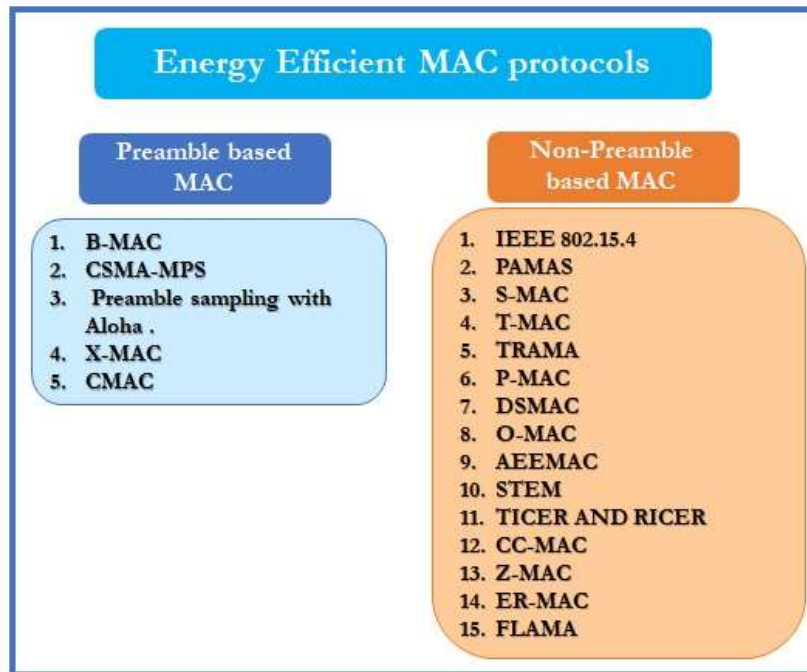 Energy Efficient MAC protocols
Preamble based
MAC
1. B-MAC
2. CSMA-MPS
3. Preamble sampling with
Aloha .
4. X-MAC
5. CMAC
Non-Preamble
based MAC
1. IEEE 802.15.4
2. PAMAS
3. S-MAC
4. T-MAC
5. TRAMA
6. P-MAC
7. DSMAC
8. O-MAC
9. AEEMAC
10. STEM
11. TICER AND RICER
12. CC-MAC
13. Z-MAC
14. ER-MAC
15. FLAMA